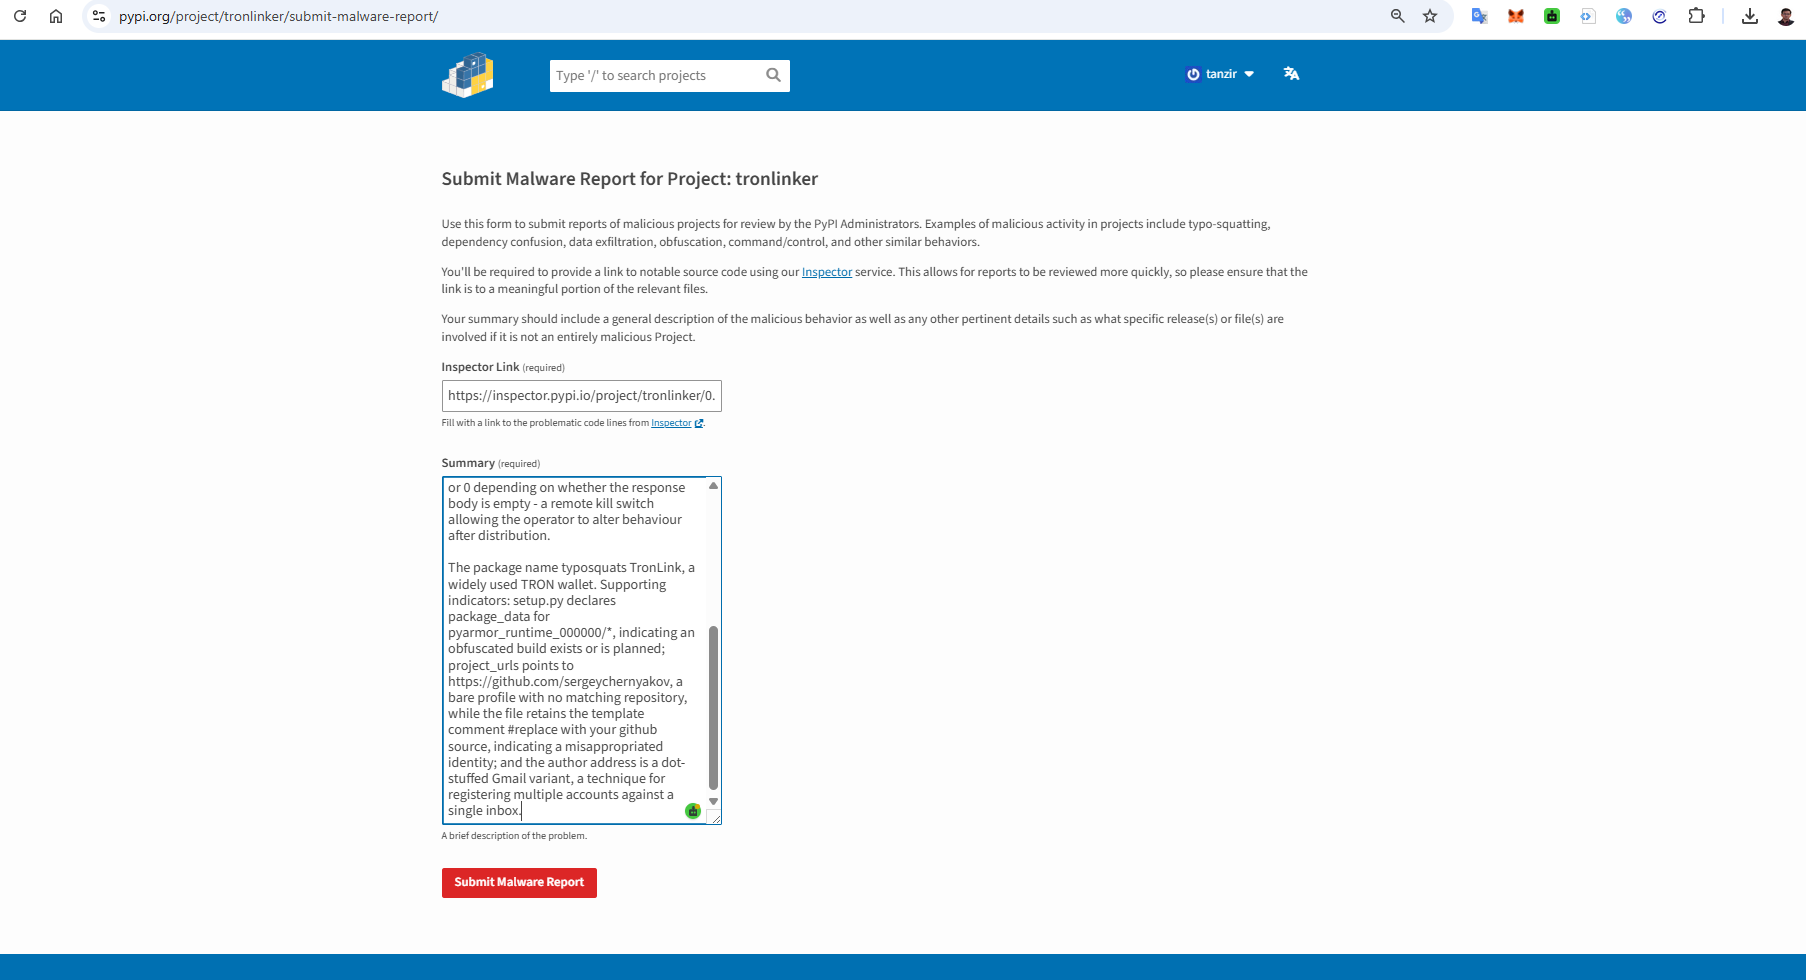 pypi.org/project/tronlinker/submit-malware-report/
Type '/' to search projects
tanzir
Submit Malware Report for Project: tronlinker
Use this form to submit reports of malicious projects for review by the PyPI Administrators. Examples of malicious activity in projects include typo-squatting,
dependency confusion, data exfiltration, obfuscation, command/control, and other similar behaviors.
You'll be required to provide a link to notable source code using our Inspector service. This allows for reports to be reviewed more quickly, so please ensure that the
link is to a meaningful portion of the relevant files.
Your summary should include a general description of the malicious behavior as well as any other pertinent details such as what specific release(s) or file(s) are
involved if it is not an entirely malicious Project.
Inspector Link (required)
https://inspector.pypi.io/project/tronlinker/0.
Fill with a link to the problematic code lines from Inspector.
Summary (required)
or 0 depending on whether the response
body is empty - a remote kill switch
allowing the operator to alter behaviour
after distribution.
The package name typosquats TronLink, a
widely used TRON wallet. Supporting
indicators: setup.py declares
package_data for
pyarmor_runtime_000000/*, indicating an
obfuscated build exists or is planned;
project_urls points to
https://github.com/sergeychernyakov, a
bare profile with no matching repository,
while the file retains the template
comment #replace with your github
source, indicating a misappropriated
identity; and the author address is a dot-
stuffed Gmail variant, a technique for
registering multiple accounts against a
single inbox.
A brief description of the problem.
Submit Malware Report